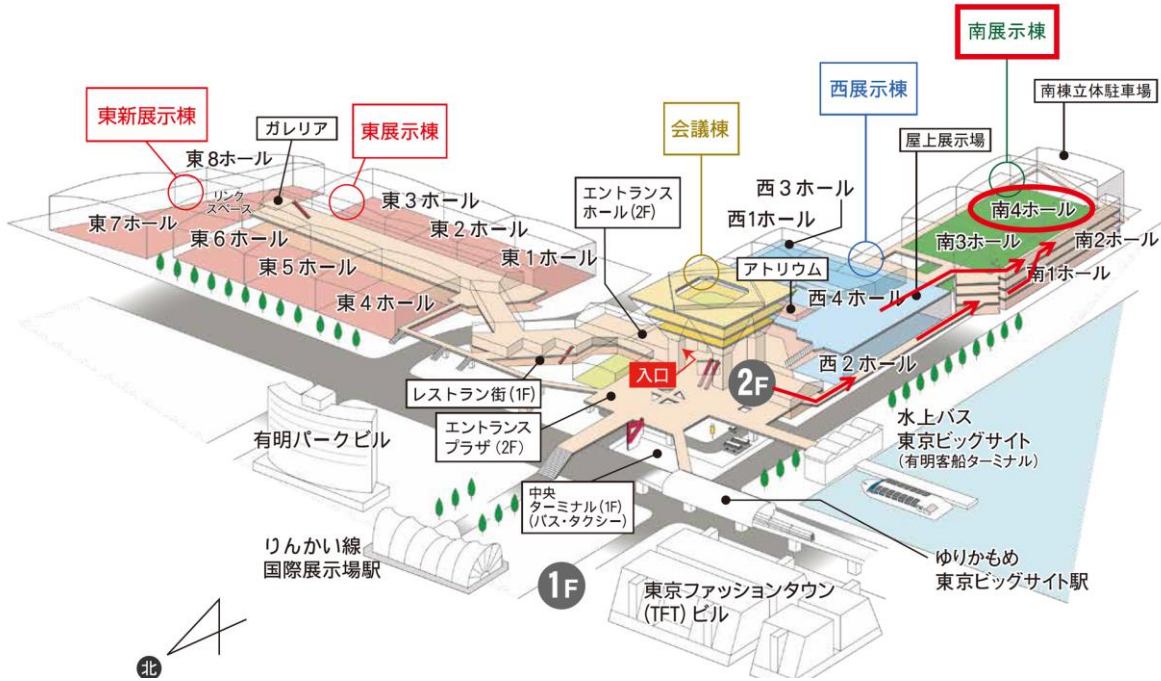 南展示棟
東新展示棟
ガレリア
東展示棟
会議棟
西展示棟
南棟立体駐車場
屋上展示場
東8ホール
リンク
スペース
東7ホール
東3ホール
東6ホール
東2ホール
東5ホール
東1ホール
東4ホール
エントランス
ホール(2F)
西3ホール
西1ホール
アトリウム
西4ホール
西2ホール
南4ホール
南3ホール
南2ホール
南1ホール
入口
2F
レストラン街(1F)
エントランス
プラザ(2F)
有明パークビル
中央
ターミナル(1F)
(バス・タクシー)
水上バス
東京ビッグサイト
(有明客船ターミナル)
りんかい線
国際展示場駅
1F
東京ファッションタウン
(TFT)ビル
ゆりかもめ
東京ビッグサイト駅
北